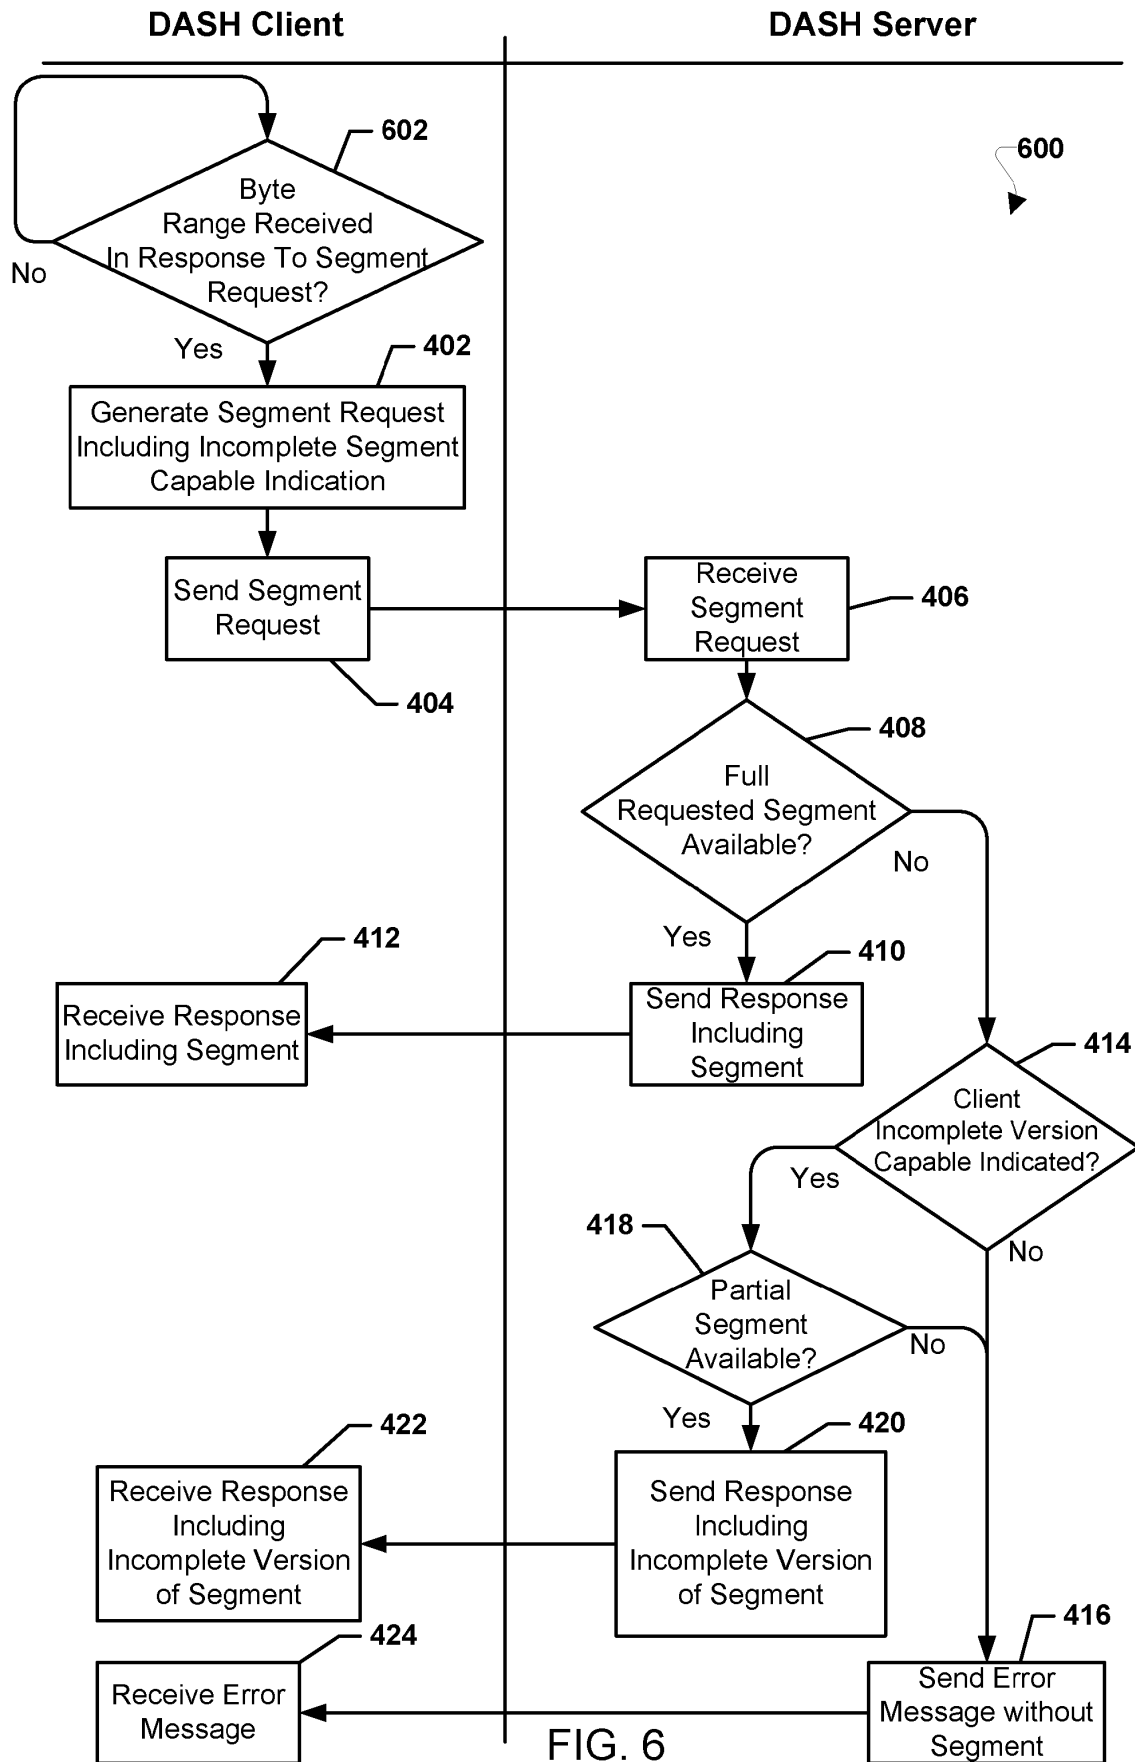 DASH Client
DASH Server
602
600
Byte
Range Received
In Response To Segment
Request?
No
Yes
402
Generate Segment Request
Including Incomplete Segment
Capable Indication
Send Segment
Request
404
Receive
Segment
Request
406
408
Full
Requested Segment
Available?
No
Yes
412
410
Receive Response
Including Segment
Send Response
Including
Segment
414
Client
Incomplete Version
Capable Indicated?
Yes
418
No
Partial
Segment
Available?
No
Yes
422
420
Receive Response
Including
Incomplete Version
of Segment
Send Response
Including
Incomplete Version
of Segment
424
416
Receive Error
Message
Send Error
Message without
Segment
FIG. 6